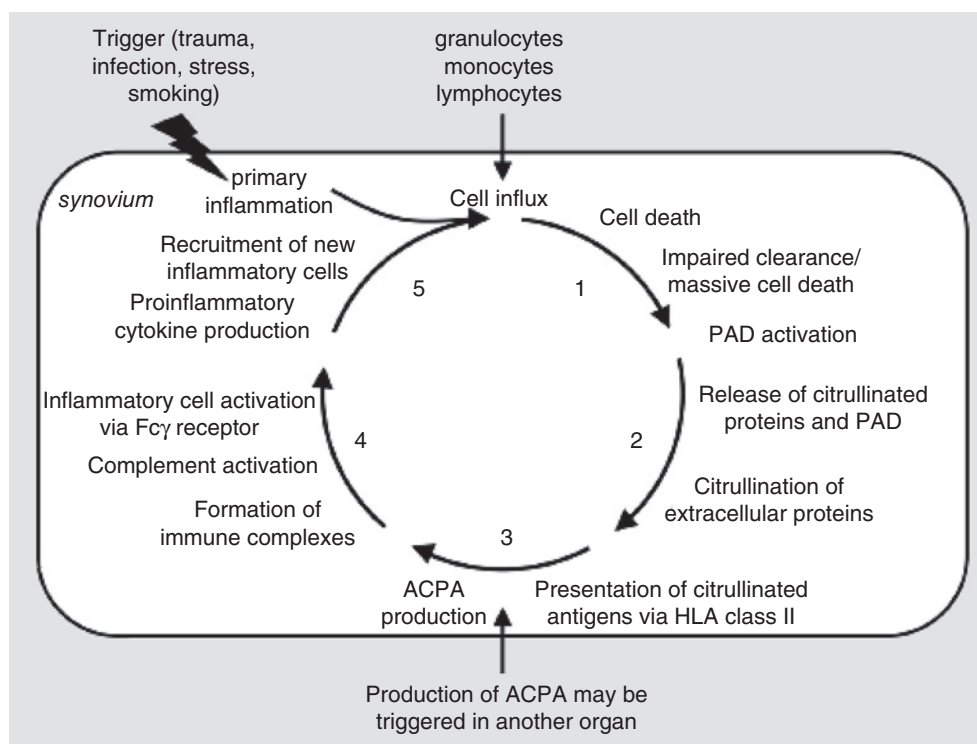 Trigger (trauma,
infection, stress,
smoking)
granulocytes
monocytes
lymphocytes
synovium
primary
inflammation
Cell influx
Cell death
Recruitment of new
inflammatory cells
Impaired clearance/
massive cell death
5
1
Proinflammatory
cytokine production
PAD activation
Inflammatory cell activation
via Fcγ receptor
Release of citrullinated
proteins and PAD
4
2
Complement activation
Citrullination of
extracellular proteins
Formation of
immune complexes
3
ACPA
production
Presentation of citrullinated
antigens via HLA class II
Production of ACPA may be
triggered in another organ